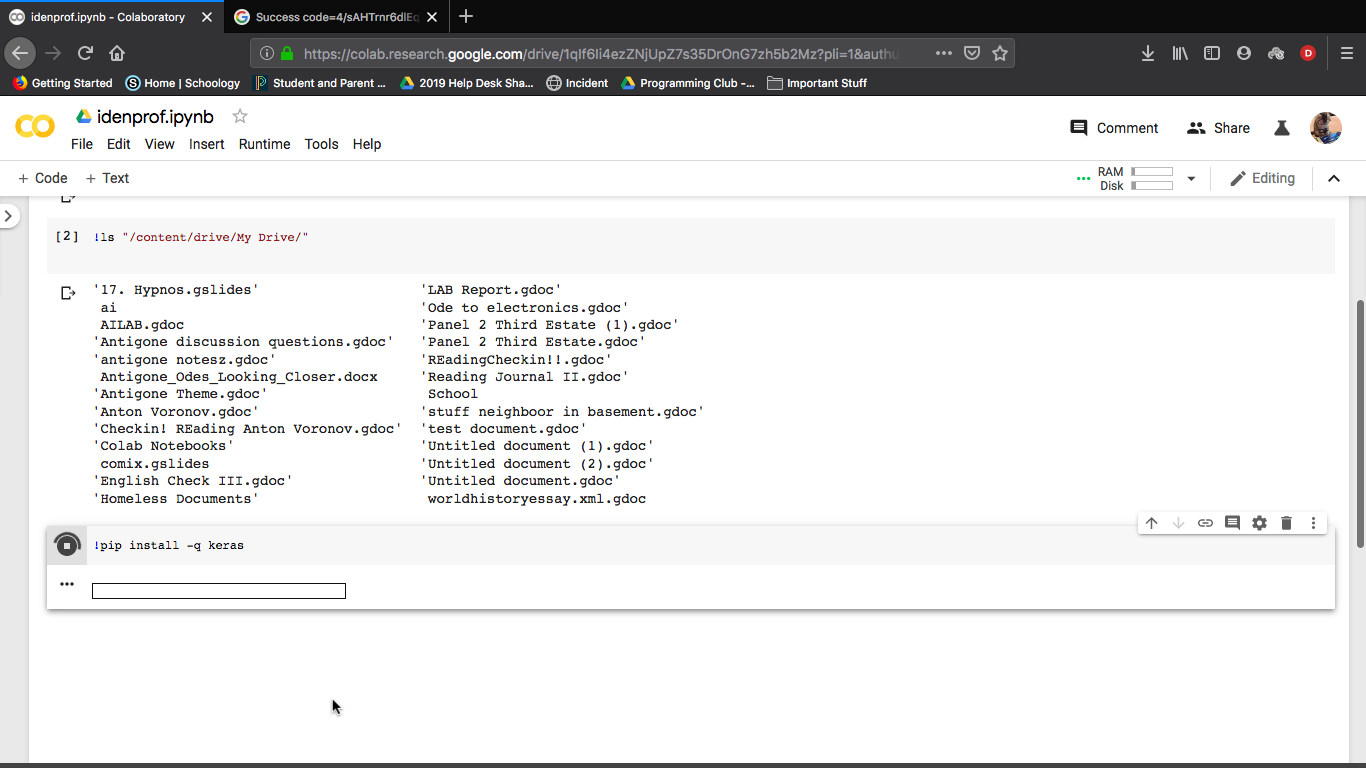 idenprof.ipynb - Colaboratory
Success code=4/sAHTrnr6dlEq
https://colab.research.google.com/drive/1qIf6Ii4ezZNjUpZ7s35DrOnG7zh5b2Mz?pli=1&authu
D
Getting Started Home | Schoology Student and Parent ... 2019 Help Desk Sha... Incident Programming Club -... Important Stuff
idenprof.ipynb
Comment Share
File Edit View Insert Runtime Tools Help
+ Code + Text
RAM
Disk
Editing
[2] !ls "/content/drive/My Drive/"
'17. Hypnos.gslides' 'LAB Report.gdoc'
ai 'Ode to electronics.gdoc'
AILAB.gdoc 'Panel 2 Third Estate (1).gdoc'
'Antigone discussion questions.gdoc' 'Panel 2 Third Estate.gdoc'
'antigone notesz.gdoc' 'REadingCheckin!!.gdoc'
Antigone_Odes_Looking_Closer.docx 'Reading Journal II.gdoc'
'Antigone Theme.gdoc' School
'Anton Voronov.gdoc' 'stuff neighboor in basement.gdoc'
'Checkin! REading Anton Voronov.gdoc' 'test document.gdoc'
'Colab Notebooks' 'Untitled document (1).gdoc'
comix.gslides 'Untitled document (2).gdoc'
'English Check III.gdoc' 'Untitled document.gdoc'
'Homeless Documents' worldhistoryessay.xml.gdoc
!pip install -q keras